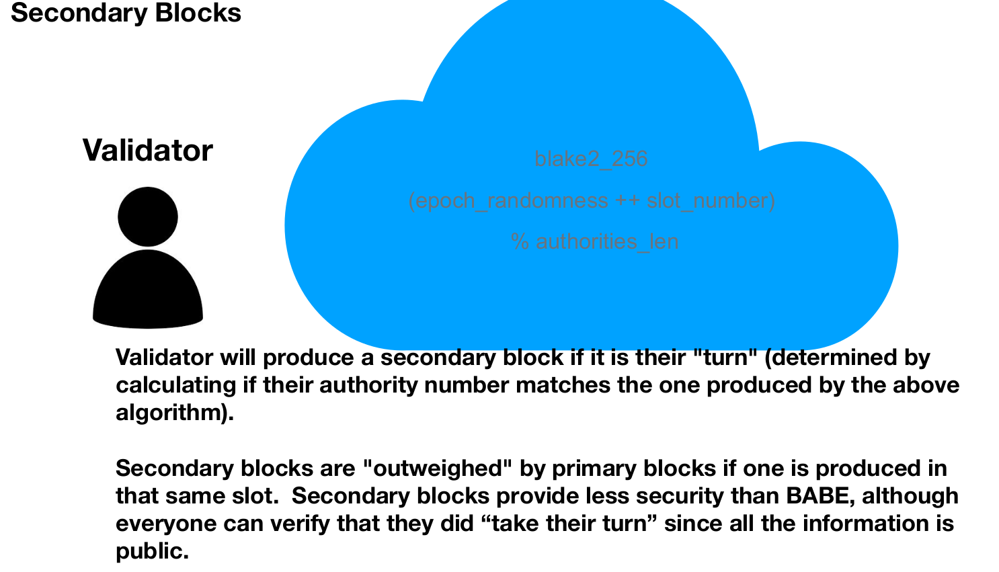 Secondary Blocks
Validator
blake2_256
(epoch_randomness ++ slot_number)
% authorities_len
Validator will produce a secondary block if it is their "turn" (determined by
calculating if their authority number matches the one produced by the above
algorithm).
Secondary blocks are "outweighed" by primary blocks if one is produced in
that same slot.  Secondary blocks provide less security than BABE, although
everyone can verify that they did “take their turn” since all the information is
public.